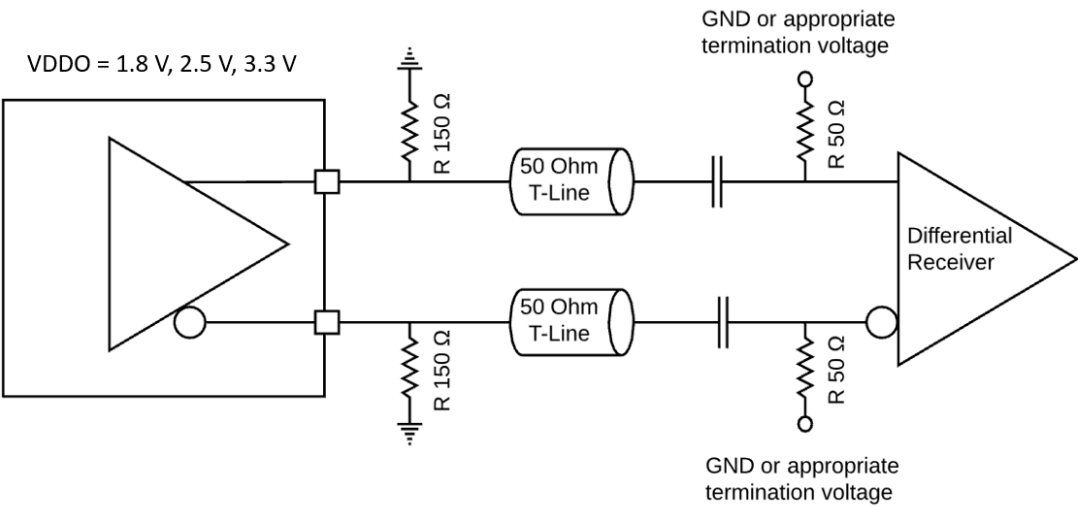 GND or appropriate
termination voltage
VDDO = 1.8 V, 2.5 V, 3.3 V
R 150 Ω
R 50 Ω
50 Ohm
T-Line
Differential
Receiver
50 Ohm
T-Line
R 150 Ω
R 50 Ω
GND or appropriate
termination voltage